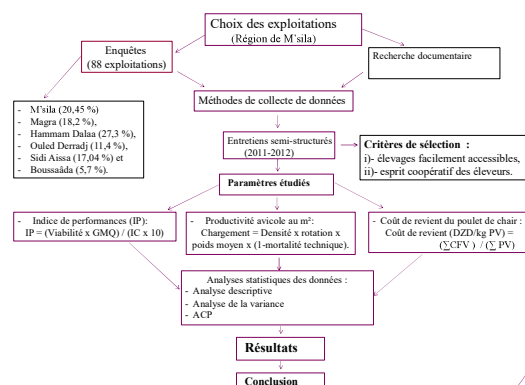 Choix des exploitations
(Région de M'sila)
Enquêtes
(88 exploitations)
Recherche documentaire
Méthodes de collecte de données
- M'sila (20,45 %)
- Magra (18,2 %),
- Hammam Dalaa (27,3 %),
- Ouled Derradj (11,4 %),
- Sidi Aissa (17,04 %) et
- Boussaâda (5,7 %).
Entretiens semi-structurés
(2011-2012)
Critères de sélection :
i)- élevages facilement accessibles,
ii)- esprit coopératif des éleveurs.
Paramètres étudiés
- Indice de performances (IP):
IP = (Viabilité x GMQ) / (IC x 10)
- Productivité avicole au m²:
Chargement = Densité x rotation x
poids moyen x (1-mortalité technique).
- Coût de revient du poulet de chair :
Coût de revient (DZD/kg PV) =
(∑CFV ) / (∑ PV)
Analyses statistiques des données :
- Analyse descriptive
- Analyse de la variance
- ACP
Résultats
Conclusion